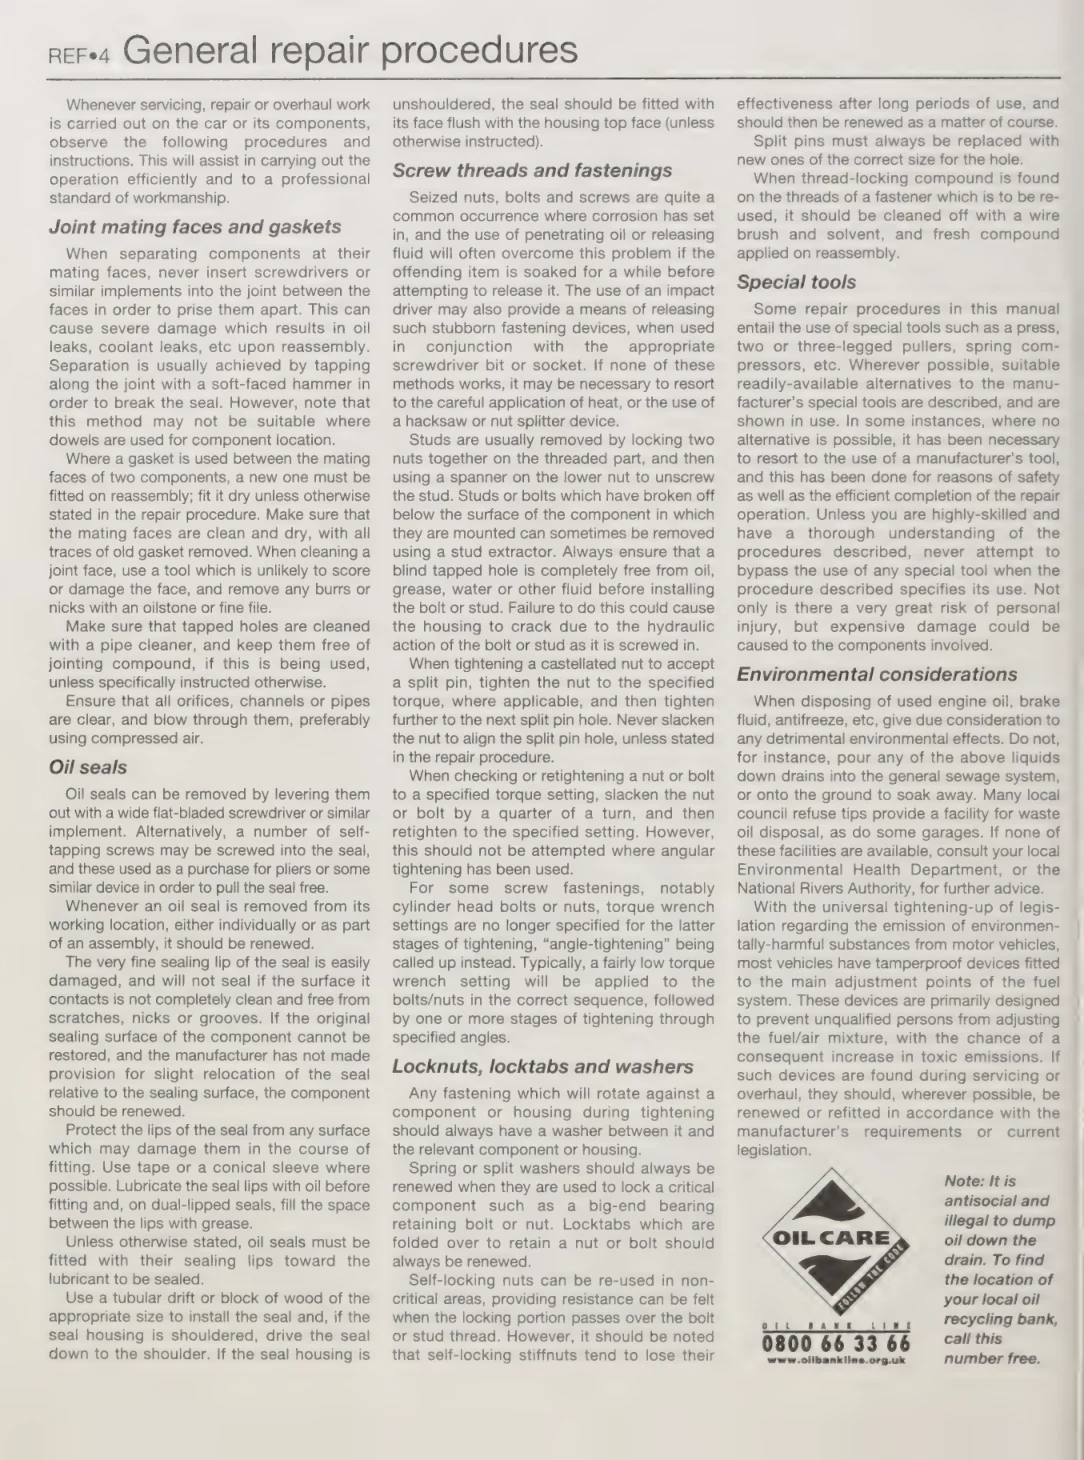 REF•4 General repair procedures
Whenever servicing, repair or overhaul work
is carried out on the car or its components,
observe the following procedures and
instructions. This will assist in carrying out the
operation efficiently and to a professional
standard of workmanship.
Joint mating faces and gaskets
When separating components at their
mating faces, never insert screwdrivers or
similar implements into the joint between the
faces in order to prise them apart. This can
cause severe damage which results in oil
leaks, coolant leaks, etc upon reassembly.
Separation is usually achieved by tapping
along the joint with a soft-faced hammer in
order to break the seal. However, note that
this method may not be suitable where
dowels are used for component location.
Where a gasket is used between the mating
faces of two components, a new one must be
fitted on reassembly; fit it dry unless otherwise
stated in the repair procedure. Make sure that
the mating faces are clean and dry, with all
traces of old gasket removed. When cleaning a
joint face, use a tool which is unlikely to score
or damage the face, and remove any burrs or
nicks with an oilstone or fine file.
Make sure that tapped holes are cleaned
with a pipe cleaner, and keep them free of
jointing compound, if this is being used,
unless specifically instructed otherwise.
Ensure that all orifices, channels or pipes
are clear, and blow through them, preferably
using compressed air.
Oil seals
Oil seals can be removed by levering them
out with a wide flat-bladed screwdriver or similar
implement. Alternatively, a number of self-
tapping screws may be screwed into the seal,
and these used as a purchase for pliers or some
similar device in order to pull the seal free.
Whenever an oil seal is removed from its
working location, either individually or as part
of an assembly, it should be renewed.
The very fine sealing lip of the seal is easily
damaged, and will not seal if the surface it
contacts is not completely clean and free from
scratches, nicks or grooves. If the original
sealing surface of the component cannot be
restored, and the manufacturer has not made
provision for slight relocation of the seal
relative to the sealing surface, the component
should be renewed.
Protect the lips of the seal from any surface
which may damage them in the course of
fitting. Use tape or a conical sleeve where
possible. Lubricate the seal lips with oil before
fitting and, on dual-lipped seals, fill the space
between the lips with grease.
Unless otherwise stated, oil seals must be
fitted with their sealing lips toward the
lubricant to be sealed.
Use a tubular drift or block of wood of the
appropriate size to install the seal and, if the
seal housing is shouldered, drive the seal
down to the shoulder. If the seal housing is
unshouldered, the seal should be fitted with
its face flush with the housing top face (unless
otherwise instructed).
Screw threads and fastenings
Seized nuts, bolts and screws are quite a
common occurrence where corrosion has set
in, and the use of penetrating oil or releasing
fluid will often overcome this problem if the
offending item is soaked for a while before
attempting to release it. The use of an impact
driver may also provide a means of releasing
such stubborn fastening devices, when used
in conjunction with the appropriate
screwdriver bit or socket. If none of these
methods works, it may be necessary to resort
to the careful application of heat, or the use of
a hacksaw or nut splitter device.
Studs are usually removed by locking two
nuts together on the threaded part, and then
using a spanner on the lower nut to unscrew
the stud. Studs or bolts which have broken off
below the surface of the component in which
they are mounted can sometimes be removed
using a stud extractor. Always ensure that a
blind tapped hole is completely free from oil,
grease, water or other fluid before installing
the bolt or stud. Failure to do this could cause
the housing to crack due to the hydraulic
action of the bolt or stud as it is screwed in.
When tightening a castellated nut to accept
a split pin, tighten the nut to the specified
torque, where applicable, and then tighten
further to the next split pin hole. Never slacken
the nut to align the split pin hole, unless stated
in the repair procedure.
When checking or retightening a nut or bolt
to a specified torque setting, slacken the nut
or bolt by a quarter of a turn, and then
retighten to the specified setting. However,
this should not be attempted where angular
tightening has been used.
For some screw fastenings, notably
cylinder head bolts or nuts, torque wrench
settings are no longer specified for the latter
stages of tightening, "angle-tightening" being
called up instead. Typically, a fairly low torque
wrench setting will be applied to the
bolts/nuts in the correct sequence, followed
by one or more stages of tightening through
specified angles.
Locknuts, locktabs and washers
Any fastening which will rotate against a
component or housing during tightening
should always have a washer between it and
the relevant component or housing.
Spring or split washers should always be
renewed when they are used to lock a critical
component such as a big-end bearing
retaining bolt or nut. Locktabs which are
folded over to retain a nut or bolt should
always be renewed.
Self-locking nuts can be re-used in non-
critical areas, providing resistance can be felt
when the locking portion passes over the bolt
or stud thread. However, it should be noted
that self-locking stiffnuts tend to lose their
effectiveness after long periods of use, and
should then be renewed as a matter of course.
Split pins must always be replaced with
new ones of the correct size for the hole.
When thread-locking compound is found
on the threads of a fastener which is to be re-
used, it should be cleaned off with a wire
brush and solvent, and fresh compound
applied on reassembly.
Special tools
Some repair procedures in this manual
entail the use of special tools such as a press,
two or three-legged pullers, spring com-
pressors, etc. Wherever possible, suitable
readily-available alternatives to the manu-
facturer's special tools are described, and are
shown in use. In some instances, where no
alternative is possible, it has been necessary
to resort to the use of a manufacturer's tool,
and this has been done for reasons of safety
as well as the efficient completion of the repair
operation. Unless you are highly-skilled and
have a thorough understanding of the
procedures described, never attempt to
bypass the use of any special tool when the
procedure described specifies its use. Not
only is there a very great risk of personal
injury, but expensive damage could be
caused to the components involved.
Environmental considerations
When disposing of used engine oil, brake
fluid, antifreeze, etc, give due consideration to
any detrimental environmental effects. Do not,
for instance, pour any of the above liquids
down drains into the general sewage system,
or onto the ground to soak away. Many local
council refuse tips provide a facility for waste
oil disposal, as do some garages. If none of
these facilities are available, consult your local
Environmental Health Department, or the
National Rivers Authority, for further advice.
With the universal tightening-up of legis-
lation regarding the emission of environmen-
tally-harmful substances from motor vehicles,
most vehicles have tamperproof devices fitted
to the main adjustment points of the fuel
system. These devices are primarily designed
to prevent unqualified persons from adjusting
the fuel/air mixture, with the chance of a
consequent increase in toxic emissions. If
such devices are found during servicing or
overhaul, they should, wherever possible, be
renewed or refitted in accordance with the
manufacturer's requirements or current
legislation.
OIL CARE
FOLLOW THE CODE
OIL BANK LINE
0800 66 33 66
www.oilbankline.org.uk
Note: It is
antisocial and
illegal to dump
oil down the
drain. To find
the location of
your local oil
recycling bank,
call this
number free.